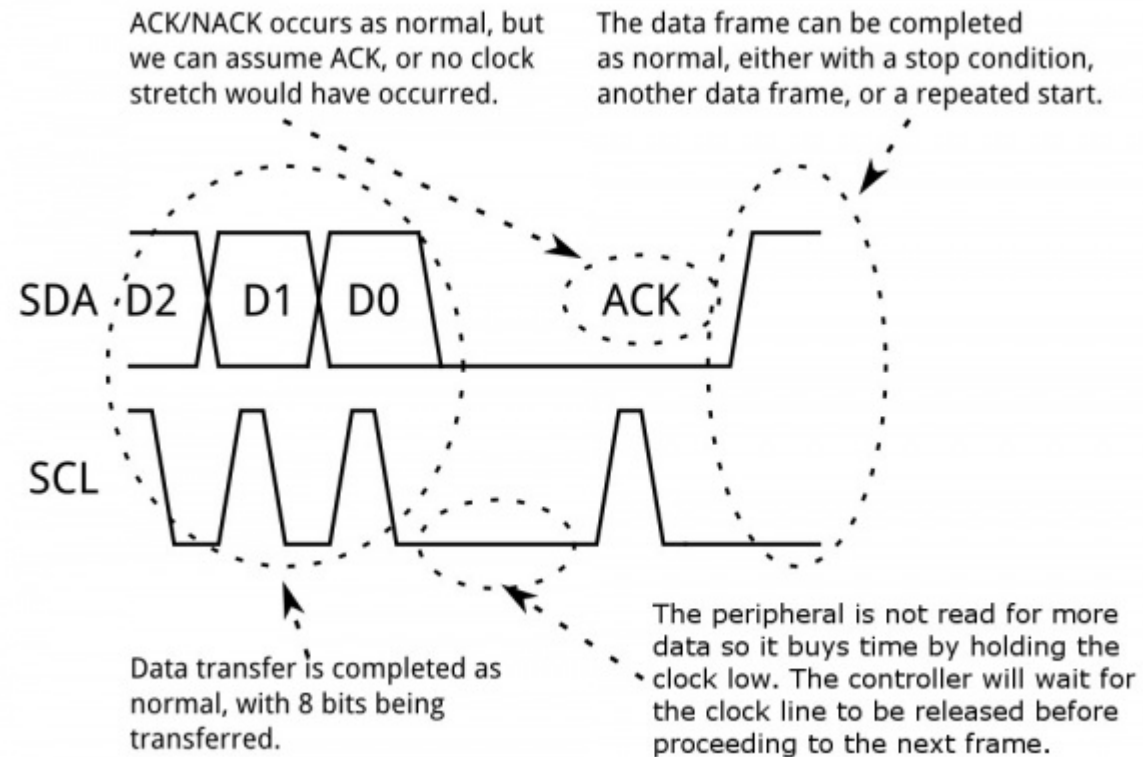 ACK/NACK occurs as normal, but
we can assume ACK, or no clock
stretch would have occurred.
The data frame can be completed
as normal, either with a stop condition,
another data frame, or a repeated start.
SDA
D2
D1
D0
ACK
SCL
Data transfer is completed as
normal, with 8 bits being
transferred.
The peripheral is not read for more
data so it buys time by holding the
clock low. The controller will wait for
the clock line to be released before
proceeding to the next frame.